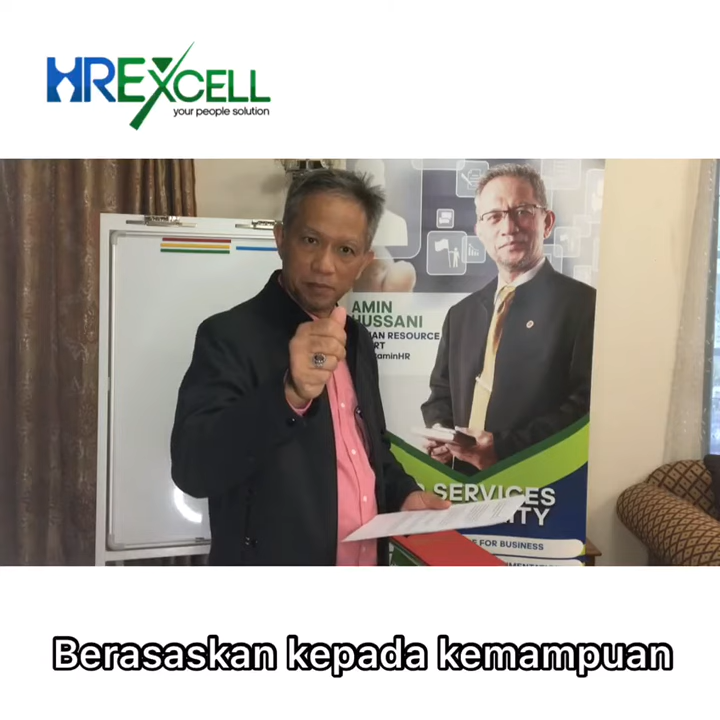 HREXCELL
your people solution
AMIN
HUSSANI
RESOURCE
SERVICES
FOR BUSINESS
Berasaskan kepada kemampuan